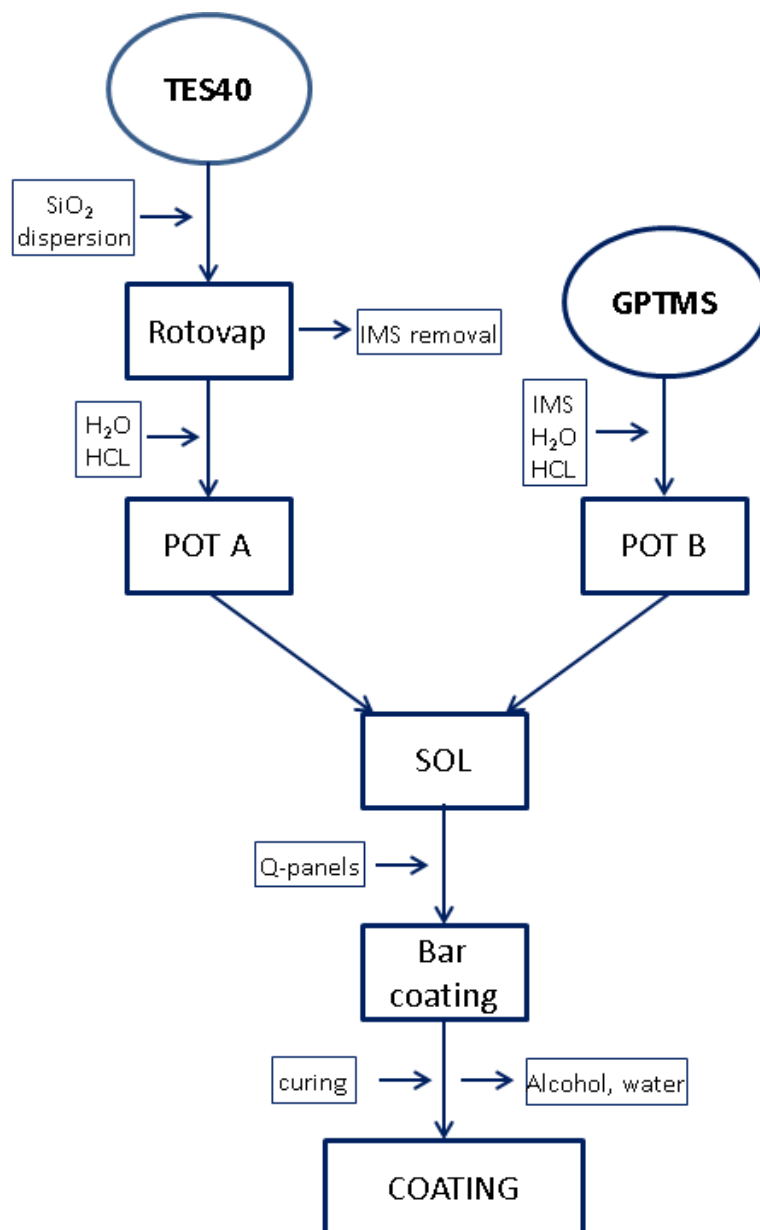 TES40
SiO₂
dispersion
GPTMS
Rotovap
IMS removal
H₂O
HCL
IMS
H₂O
HCL
POT A
POT B
SOL
Q-panels
Bar
coating
curing
Alcohol, water
COATING